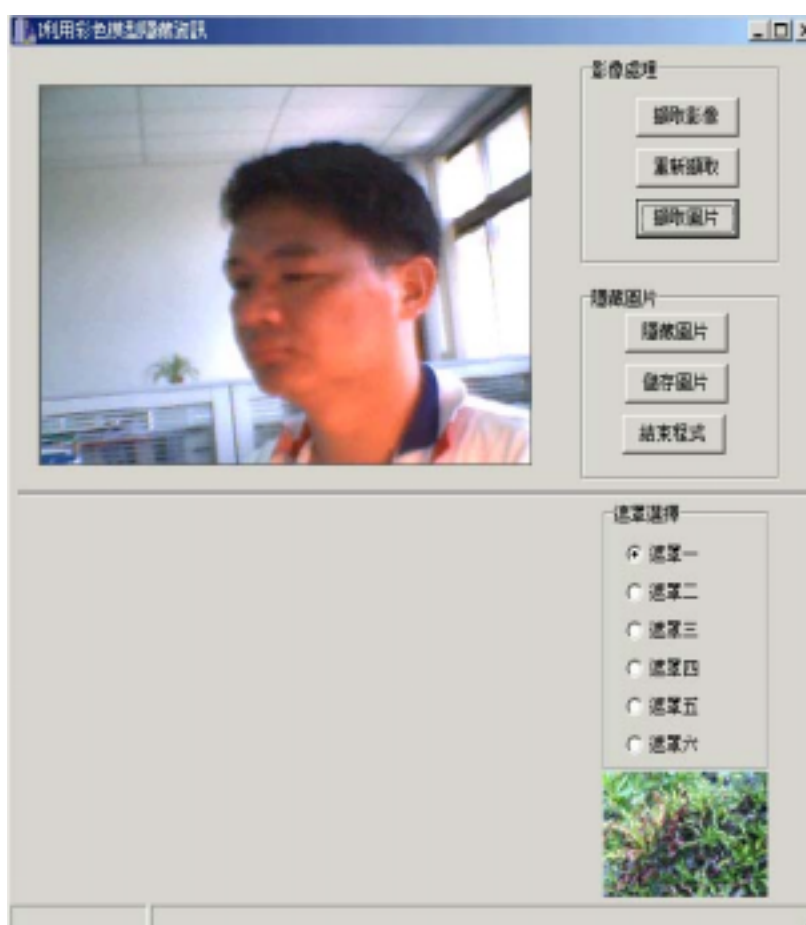 利用彩色模型隱藏資訊
影像處理
擷取影像
重新擷取
擷取圖片
隱藏圖片
隱藏圖片
儲存圖片
結束程式
遮罩選擇
遮罩一
遮罩二
遮罩三
遮罩四
遮罩五
遮罩六